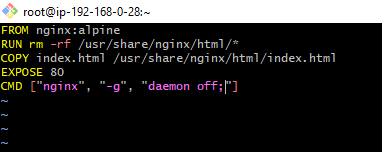 root@ip-192-168-0-28:~
FROM nginx:alpine
RUN rm -rf /usr/share/nginx/html/*
COPY index.html /usr/share/nginx/html/index.html
EXPOSE 80
CMD ["nginx", "-g", "daemon off;"]
~
~
~
~